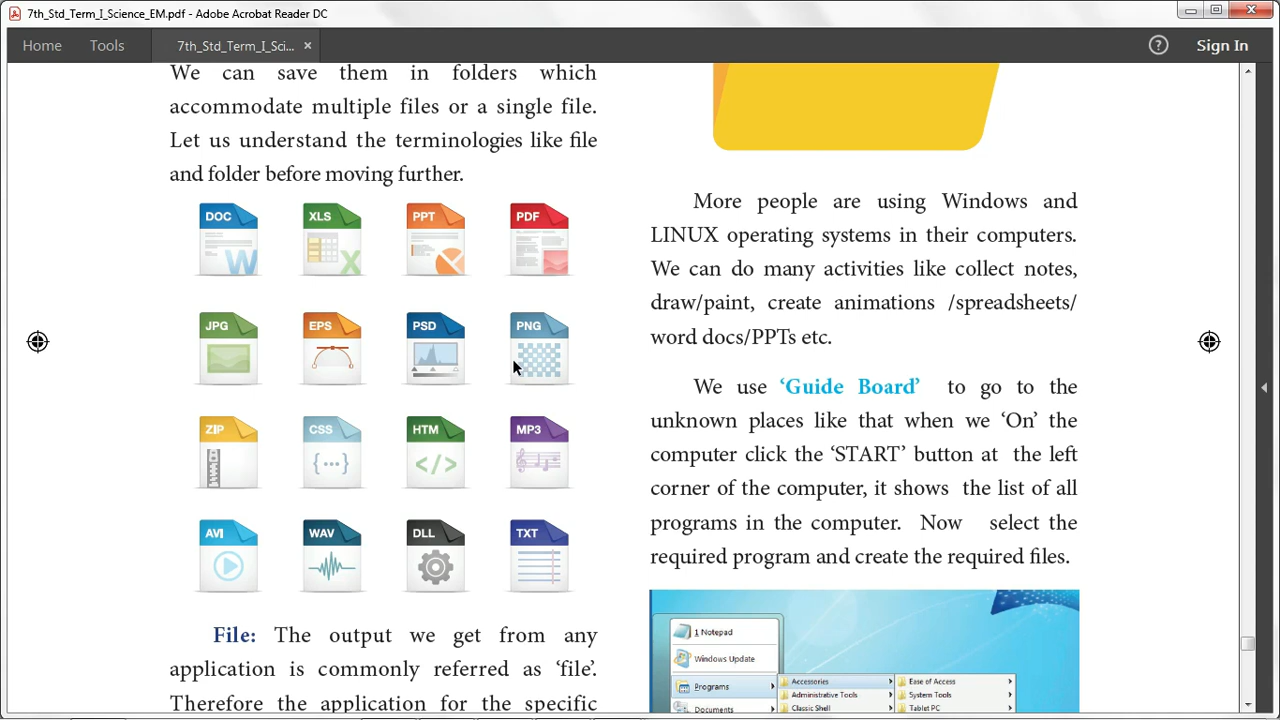 7th_Std_Term_I_Science_EM.pdf - Adobe Acrobat Reader DC
Home
Tools
7th_Std_Term_I_Sci...
×
?
Sign In
We can save them in folders which
accommodate multiple files or a single file.
Let us understand the terminologies like file
and folder before moving further.
DOC
XLS
PPT
PDF
W
X
JPG
EPS
PSD
PNG
ZIP
CSS
HTM
MP3
{...}
</>
AVI
WAV
DLL
TXT
File: The output we get from any
application is commonly referred as ‘file’.
Therefore the application for the specific
More people are using Windows and
LINUX operating systems in their computers.
We can do many activities like collect notes,
draw/paint, create animations /spreadsheets/
word docs/PPTs etc.
We use ‘Guide Board’ to go to the
unknown places like that when we ‘On’ the
computer click the ‘START’ button at the left
corner of the computer, it shows the list of all
programs in the computer. Now select the
required program and create the required files.
1 Notepad
Windows Update
Programs
Documents
Accessories
Administrative Tools
Classic Shell
Ease of Access
System Tools
Tablet PC